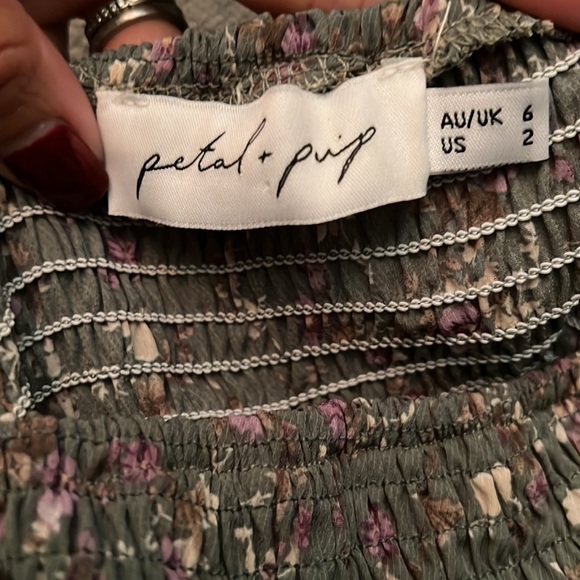 petal + pup
AU/UK 6
US 2